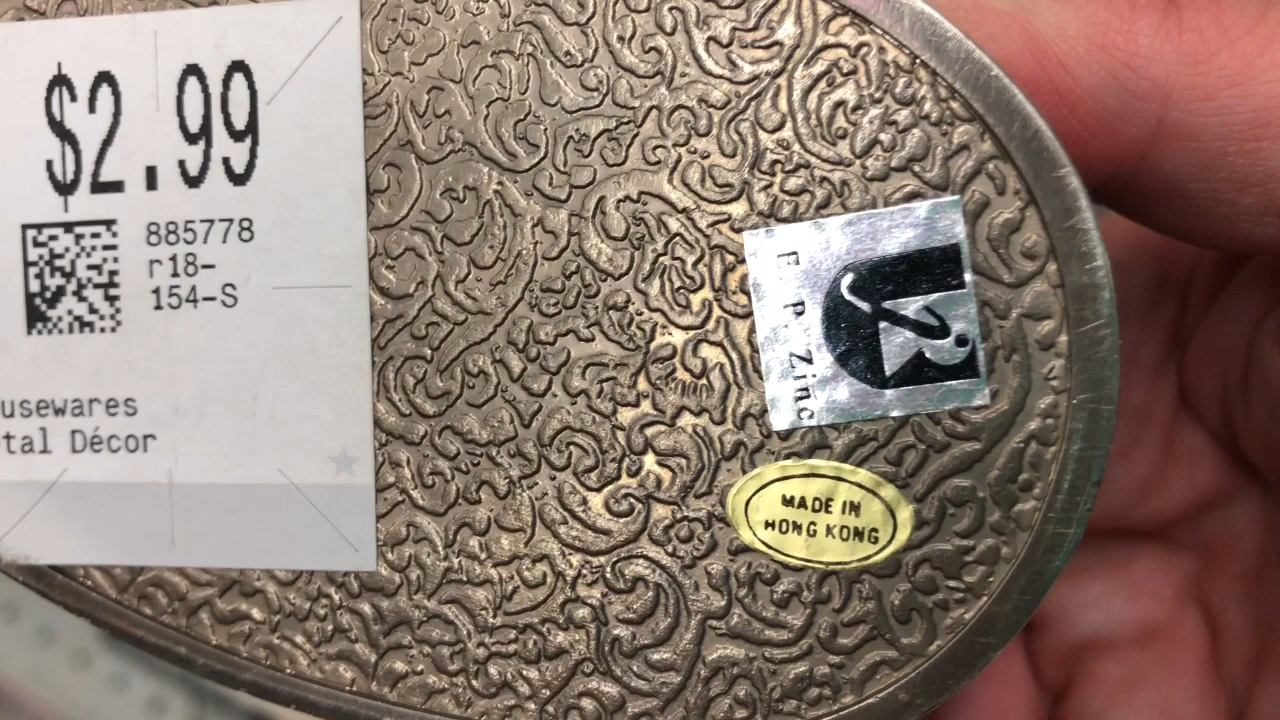 $2.99
885778
r18-
154-S
usewares
tal Décor
E. P. Zinc
MADE IN
HONG KONG